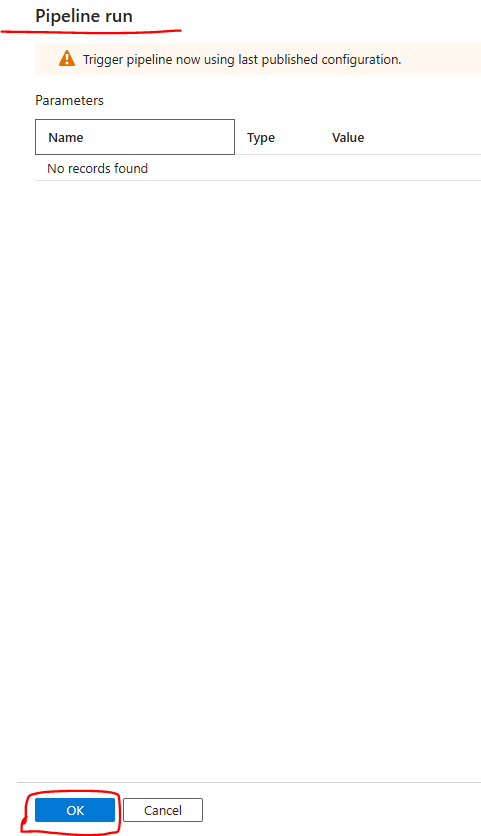 Pipeline run
Trigger pipeline now using last published configuration.
Parameters
Name Type Value
No records found
OK Cancel